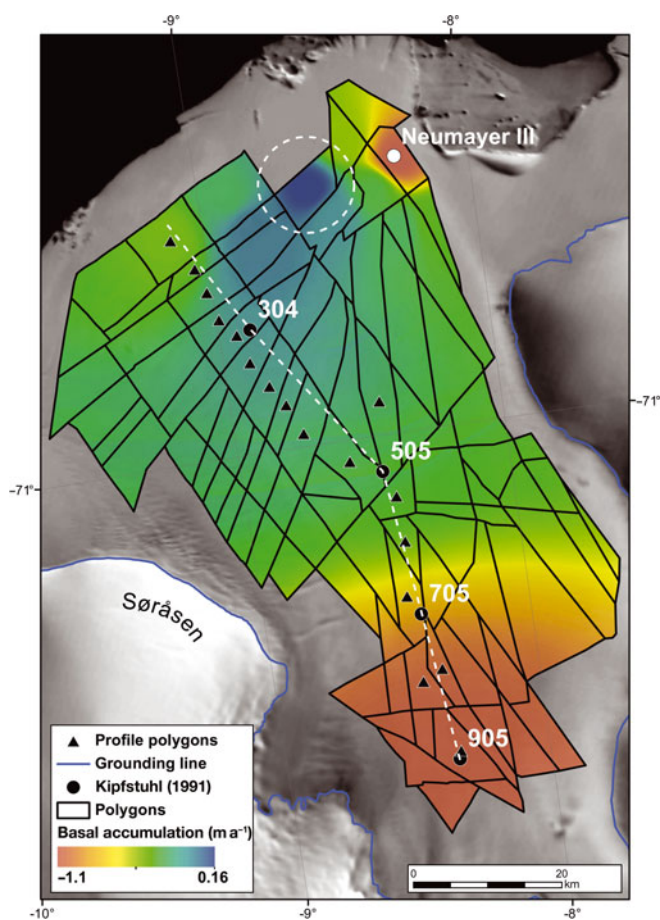 -9°
-8°
Neumayer III
304
-71°
505
-71°
705
Søråsen
905
Profile polygons
Grounding line
Kipfstuhl (1991)
Polygons
Basal accumulation (m a⁻¹)
−1.1 0.16
0 20
km
-10°
-9°
-8°